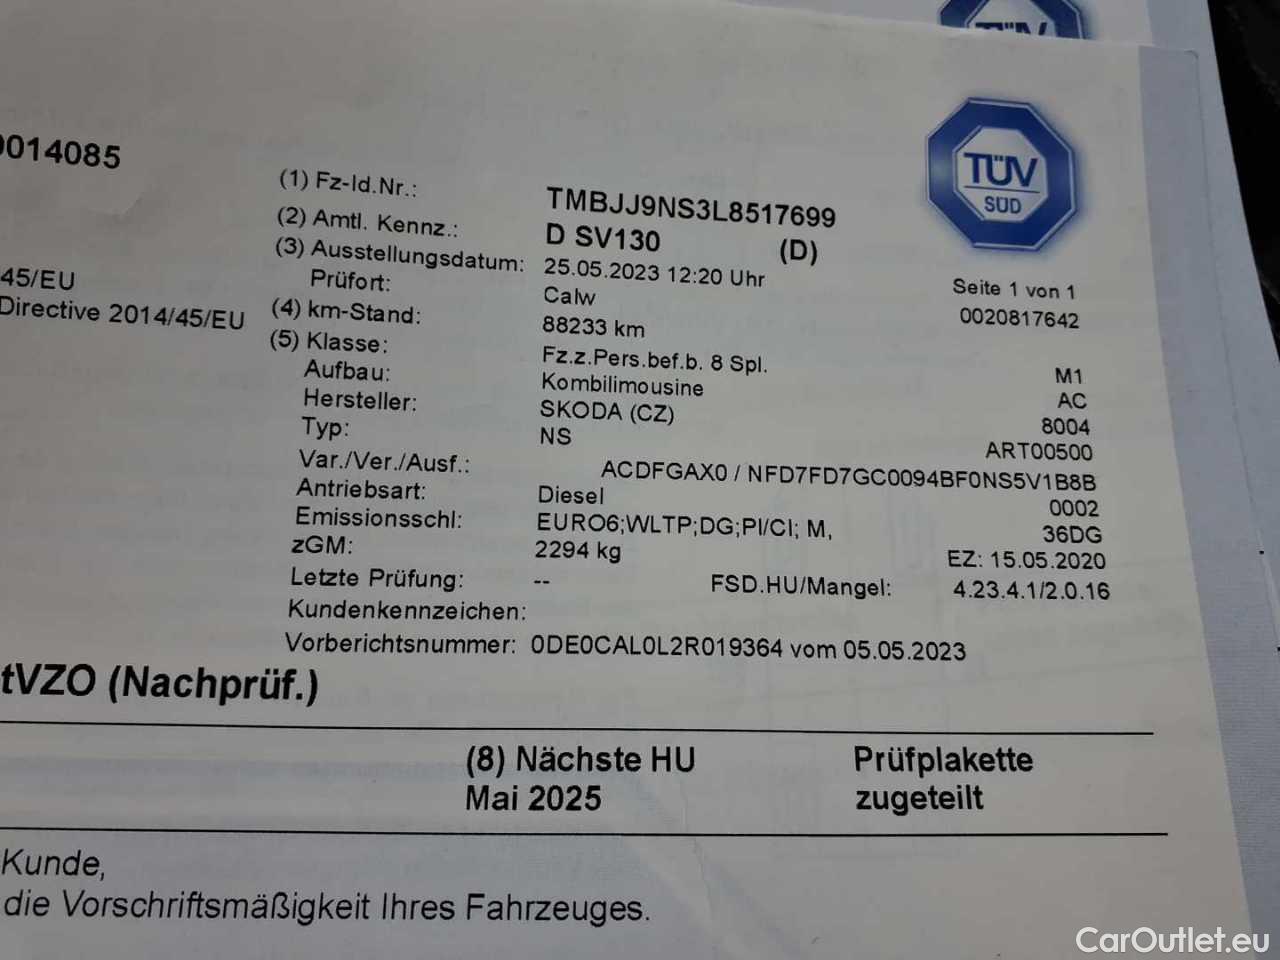 TÜV
0014085
TÜV
SÜD
(1) Fz-Id.Nr.: TMBJJ9NS3L8517699
(2) Amtl. Kennz.: D SV130 (D)
(3) Ausstellungsdatum: 25.05.2023 12:20 Uhr
45/EU
Prüfort: Calw
Seite 1 von 1
Directive 2014/45/EU
(4) km-Stand: 88233 km
0020817642
(5) Klasse: Fz.z.Pers.bef.b. 8 Spl. M1
Aufbau: Kombilimousine AC
Hersteller: SKODA (CZ) 8004
Typ: NS ART00500
Var./Ver./Ausf.: ACDFGAX0 / NFD7FD7GC0094BF0NS5V1B8B
Antriebsart: Diesel 0002
Emissionsschl: EURO6;WLTP;DG;PI/CI; M, 36DG
zGM: 2294 kg EZ: 15.05.2020
Letzte Prüfung: -- FSD.HU/Mangel: 4.23.4.1/2.0.16
Kundenkennzeichen:
Vorberichtsnummer: 0DE0CAL0L2R019364 vom 05.05.2023
tVZO (Nachprüf.)
(8) Nächste HU Prüfplakette
Mai 2025 zugeteilt
Kunde,
die Vorschriftsmäßigkeit Ihres Fahrzeuges.
CarOutlet.eu